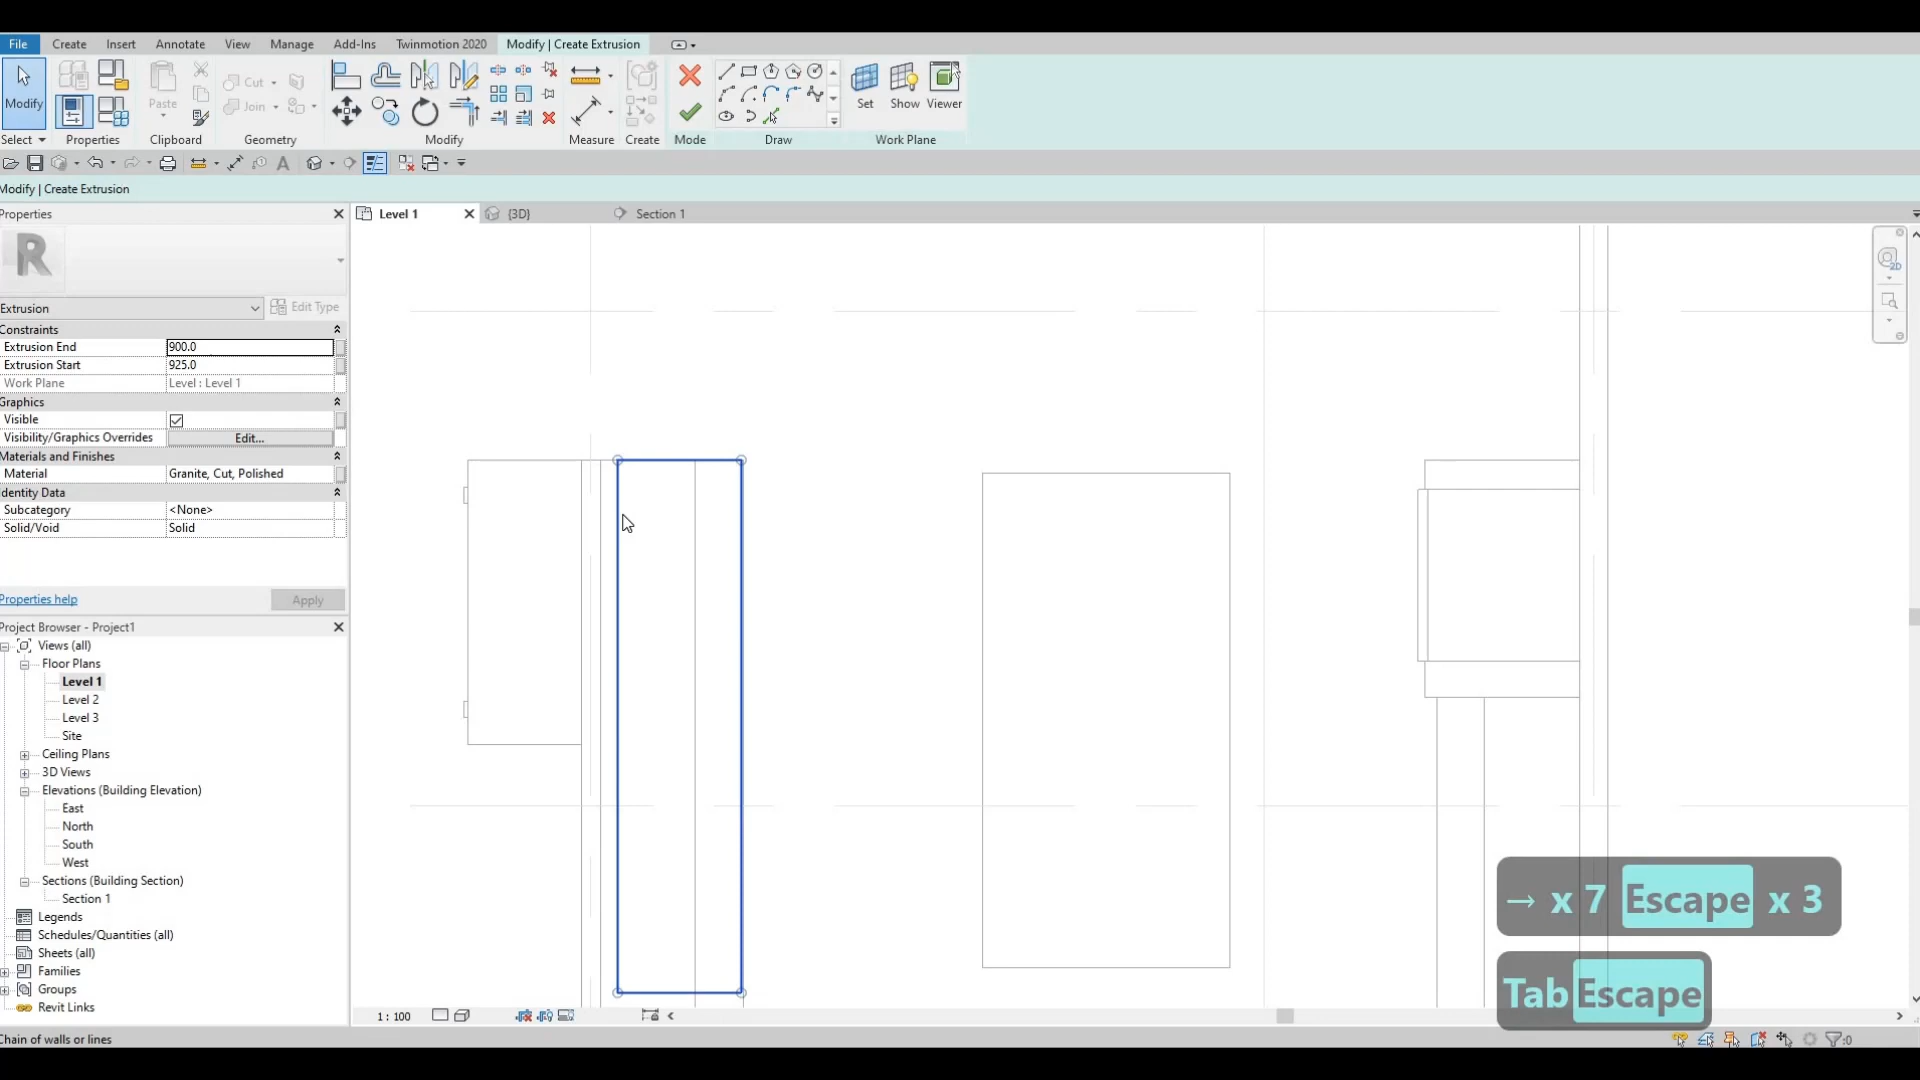 File Create Insert Annotate View Manage Add-Ins Twinmotion 2020 Modify | Create Extrusion
Modify Paste Cut Join Set Show Viewer
Select Properties Clipboard Geometry Modify Measure Create Mode Draw Work Plane
Modify | Create Extrusion
Properties
Level 1 {3D} Section 1
R
Extrusion Edit Type
Constraints
Extrusion End 900.0
Extrusion Start 925.0
Work Plane Level : Level 1
Graphics
Visible
Visibility/Graphics Overrides Edit...
Materials and Finishes
Material Granite, Cut, Polished
Identity Data
Subcategory <None>
Solid/Void Solid
Properties help Apply
Project Browser - Project1
Views (all)
Floor Plans
Level 1
Level 2
Level 3
Site
Ceiling Plans
3D Views
Elevations (Building Elevation)
East
North
South
West
Sections (Building Section)
Section 1
Legends
Schedules/Quantities (all)
Sheets (all)
Families
Groups
Revit Links
→ x 7 Escape x 3
Tab Escape
1 : 100
Chain of walls or lines
:0